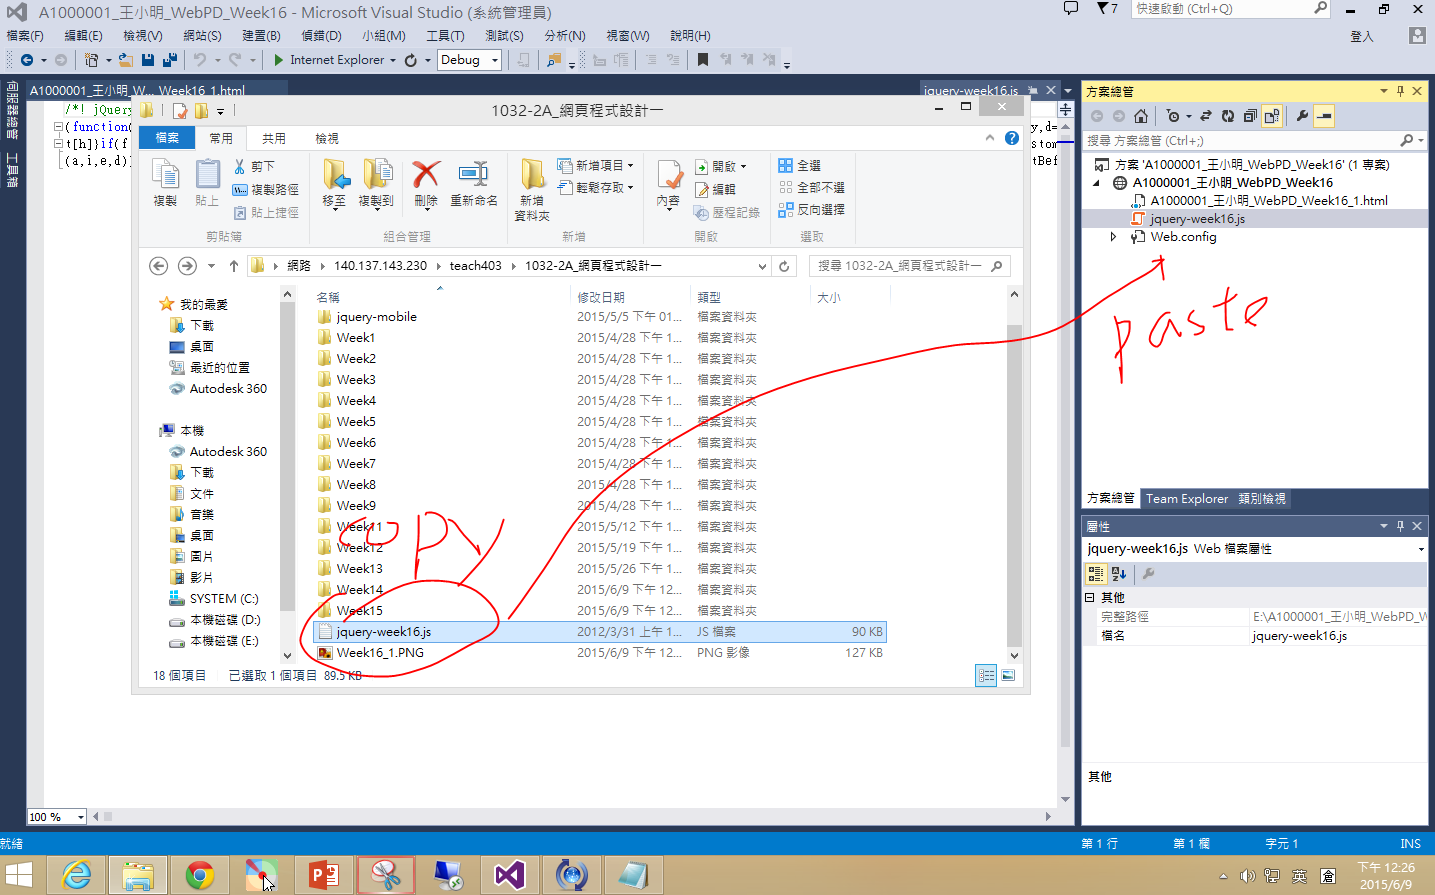 A1000001_王小明_WebPD_Week16 - Microsoft Visual Studio (系統管理員)
7
快速啟動 (Ctrl+Q)
檔案(F) 編輯(E) 檢視(V) 網站(S) 建置(B) 偵錯(D) 小組(M) 工具(T) 測試(S) 分析(N) 視窗(W) 說明(H)
登入
Internet Explorer
Debug
伺服器總管
工具箱
A1000001_王小明_W... Week16_1.html
jquery-week16.js
/*! jQuery
(function(
t[h]}if(f
(a,i,e,d)]
1032-2A_網頁程式設計一
檔案 常用 共用 檢視
複製
貼上
剪下
複製路徑
貼上捷徑
剪貼簿
移至
複製到
刪除
重新命名
組合管理
新增
資料夾
新增項目
輕鬆存取
新增
內容
開啟
編輯
歷程記錄
開啟
全選
全部不選
反向選擇
選取
網路 140.137.143.230 teach403 1032-2A_網頁程式設計一
搜尋 1032-2A_網頁程式設計一
我的最愛
下載
桌面
最近的位置
Autodesk 360
本機
Autodesk 360
下載
文件
音樂
桌面
圖片
影片
SYSTEM (C:)
本機磁碟 (D:)
本機磁碟 (E:)
名稱 修改日期 類型 大小
jquery-mobile 2015/5/5 下午 01... 檔案資料夾
Week1 2015/4/28 下午 1... 檔案資料夾
Week2 2015/4/28 下午 1... 檔案資料夾
Week3 2015/4/28 下午 1... 檔案資料夾
Week4 2015/4/28 下午 1... 檔案資料夾
Week5 2015/4/28 下午 1... 檔案資料夾
Week6 2015/4/28 下午 1... 檔案資料夾
Week7 2015/4/28 下午 1... 檔案資料夾
Week8 2015/4/28 下午 1... 檔案資料夾
Week9 2015/4/28 下午 1... 檔案資料夾
Week11 2015/5/12 下午 1... 檔案資料夾
Week12 2015/5/19 下午 1... 檔案資料夾
Week13 2015/5/26 下午 1... 檔案資料夾
Week14 2015/6/9 下午 12... 檔案資料夾
Week15 2015/6/9 下午 12... 檔案資料夾
jquery-week16.js 2012/3/31 上午 1... JS 檔案 90 KB
Week16_1.PNG 2015/6/9 下午 12... PNG 影像 127 KB
18 個項目 已選取 1 個項目 89.5 KB
copy
paste
方案總管
搜尋 方案總管 (Ctrl+;)
方案 'A1000001_王小明_WebPD_Week16' (1 專案)
A1000001_王小明_WebPD_Week16
A1000001_王小明_WebPD_Week16_1.html
jquery-week16.js
Web.config
方案總管 Team Explorer 類別檢視
屬性
jquery-week16.js Web 檔案屬性
其他
完整路徑 E:\A1000001_王小明_WebPD_W
檔名 jquery-week16.js
其他
100 %
就緒 第 1 行 第 1 欄 字元 1 INS
英
倉
下午 12:26
2015/6/9